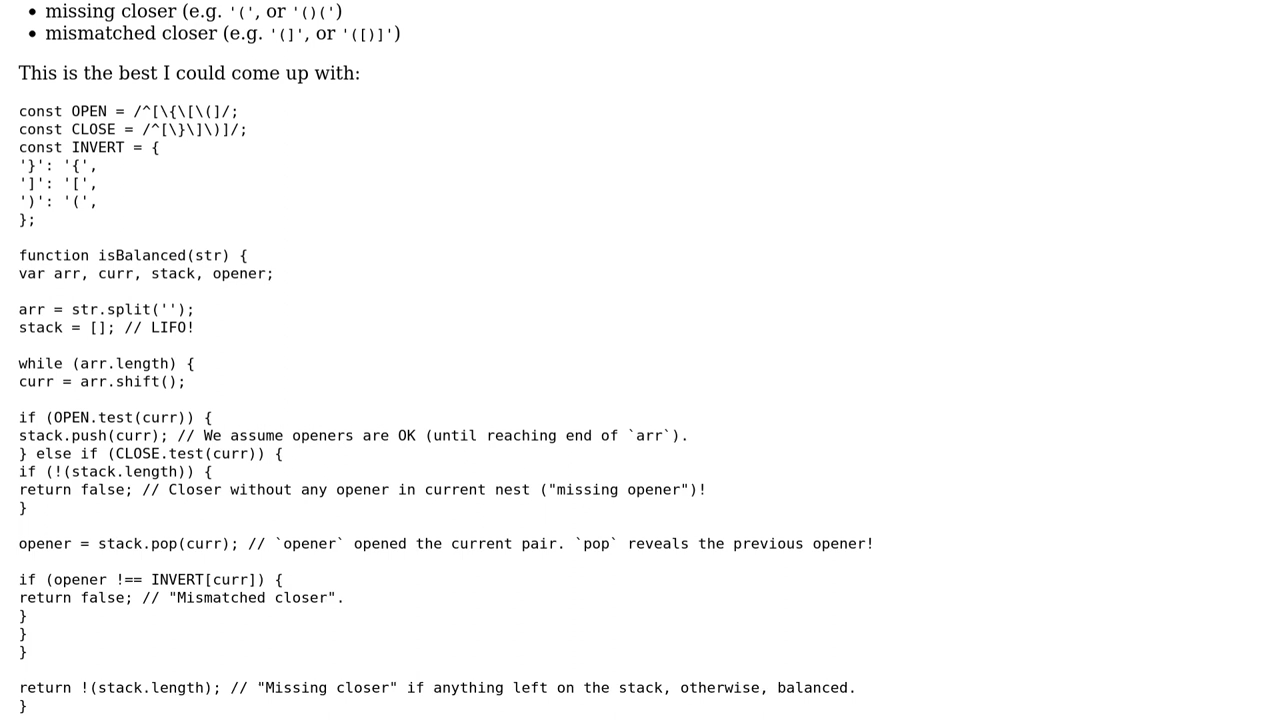 • missing closer (e.g. '(', or '()(')
• mismatched closer (e.g. '(]', or '([)]')
This is the best I could come up with:
const OPEN = /^[\{\[\(]/;
const CLOSE = /^[\}\]\)]/;
const INVERT = {
'}': '{',
']': '[',
')': '(',
};
function isBalanced(str) {
var arr, curr, stack, opener;
arr = str.split('');
stack = []; // LIFO!
while (arr.length) {
curr = arr.shift();
if (OPEN.test(curr)) {
stack.push(curr); // We assume openers are OK (until reaching end of `arr`).
} else if (CLOSE.test(curr)) {
if (!(stack.length)) {
return false; // Closer without any opener in current nest ("missing opener")!
}
opener = stack.pop(curr); // `opener` opened the current pair. `pop` reveals the previous opener!
if (opener !== INVERT[curr]) {
return false; // "Mismatched closer".
}
}
}
return !(stack.length); // "Missing closer" if anything left on the stack, otherwise, balanced.
}